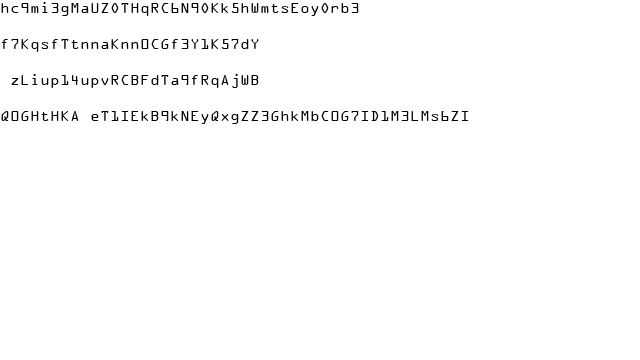 hc9mi3gMaUZ0THqRC6N90Kk5hWmtsEoy0rb3
f7KqsfTtnnaKnnOCGf3Y1K57dY
zLiup14upvRCBFdTa9fRqAjWB
QOGHtHKA eT1IEkB9kNEyQxgZZ3GhkMbCOG7ID1M3LMs6ZI